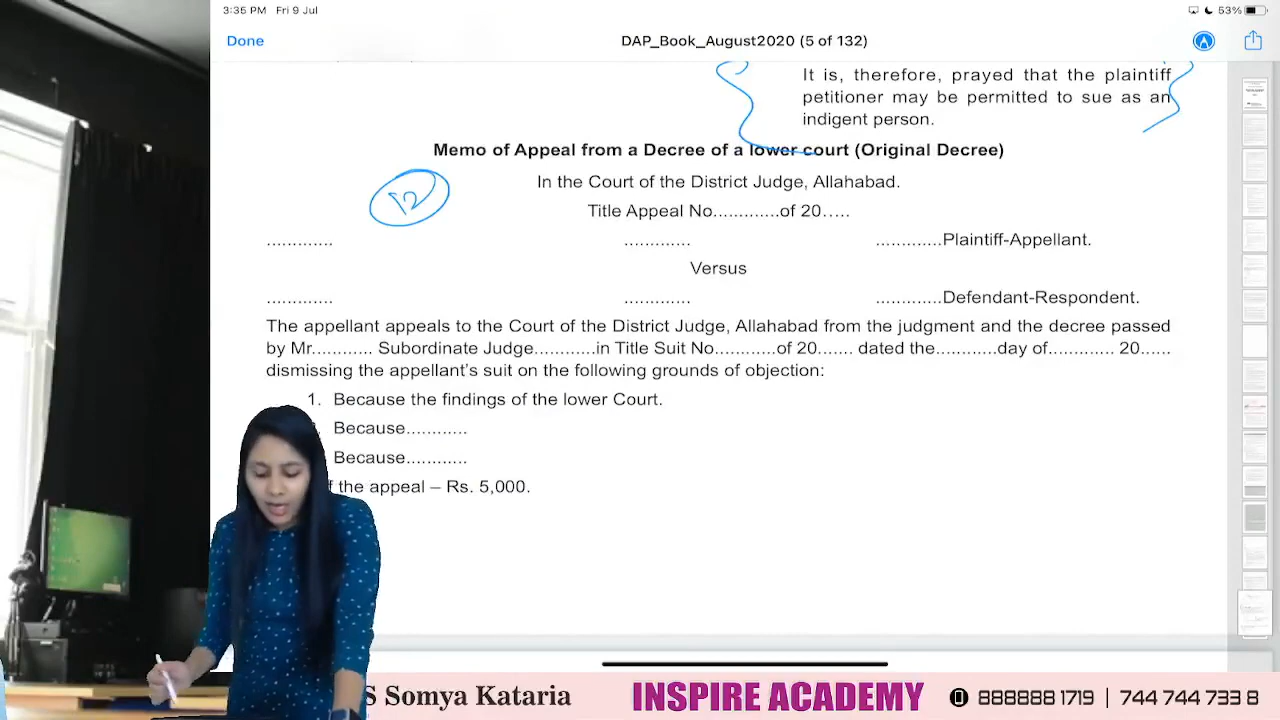 3:35 PM Fri 9 Jul
53%
Done
DAP_Book_August2020 (5 of 132)
It is, therefore, prayed that the plaintiff
petitioner may be permitted to sue as an
indigent person.
Memo of Appeal from a Decree of a lower court (Original Decree)
12
In the Court of the District Judge, Allahabad.
Title Appeal No.............of 20.....
............. ............. .............Plaintiff-Appellant.
Versus
............. ............. .............Defendant-Respondent.
The appellant appeals to the Court of the District Judge, Allahabad from the judgment and the decree passed
by Mr............ Subordinate Judge............in Title Suit No............of 20....... dated the............day of............ 20......
dismissing the appellant's suit on the following grounds of objection:
1. Because the findings of the lower Court.
Because............
Because............
the appeal – Rs. 5,000.
S Somya Kataria
INSPIRE ACADEMY
888888 1719 | 744 744 733 8